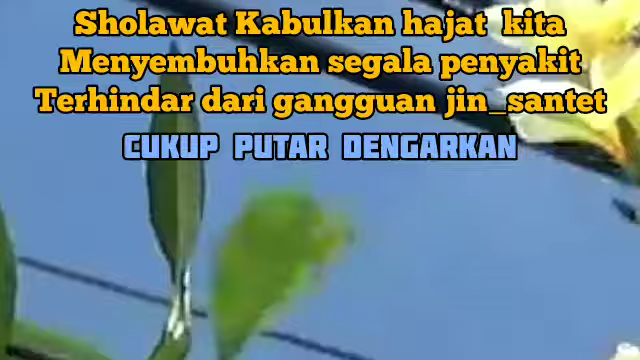 Sholawat Kabulkan hajat kita
Menyembuhkan segala penyakit
Terhindar dari gangguan jin_santet
CUKUP PUTAR DENGARKAN